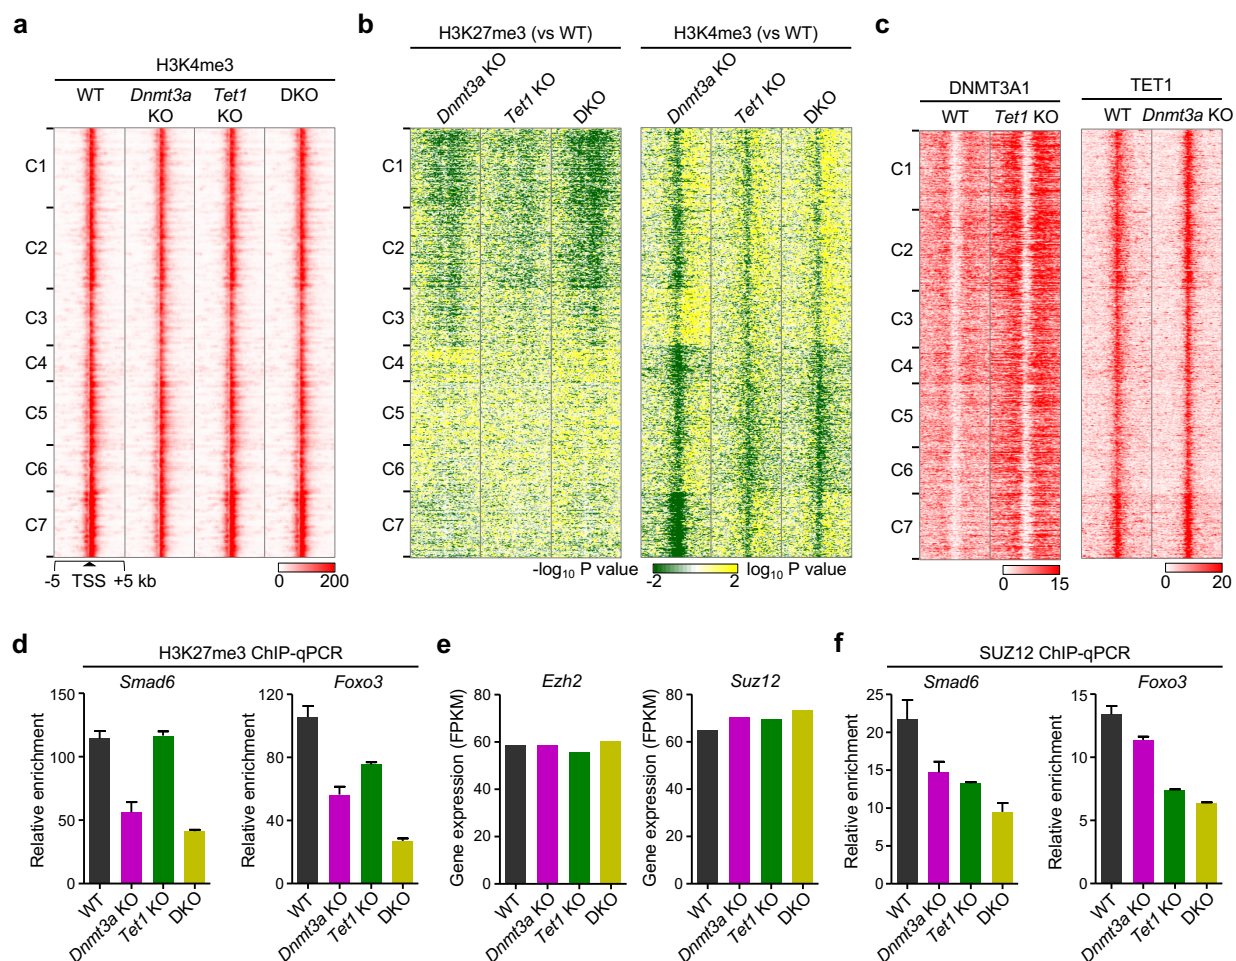 a
H3K4me3
WT
Dnmt3a KO
Tet1 KO
DKO
C1
C2
C3
C4
C5
C6
C7
-5 TSS +5 kb
0 200
b
H3K27me3 (vs WT)
H3K4me3 (vs WT)
Dnmt3a KO
Tet1 KO
DKO
Dnmt3a KO
Tet1 KO
DKO
C1
C2
C3
C4
C5
C6
C7
-log10 P value
-2 2
log10 P value
c
DNMT3A1
TET1
WT Tet1 KO
WT Dnmt3a KO
C1
C2
C3
C4
C5
C6
C7
0 15
0 20
d
H3K27me3 ChIP-qPCR
Smad6
Relative enrichment
150
100
50
0
WT
Dnmt3a KO
Tet1 KO
DKO
Foxo3
Relative enrichment
120
80
40
0
WT
Dnmt3a KO
Tet1 KO
DKO
e
Ezh2
Gene expression (FPKM)
80
60
40
60
0
WT
Dnmt3a KO
Tet1 KO
DKO
Suz12
Gene expression (FPKM)
80
60
40
60
0
WT
Dnmt3a KO
Tet1 KO
DKO
f
SUZ12 ChIP-qPCR
Smad6
Relative enrichment
25
20
15
10
5
0
WT
Dnmt3a KO
Tet1 KO
DKO
Foxo3
Relative enrichment
15
10
5
0
WT
Dnmt3a KO
Tet1 KO
DKO